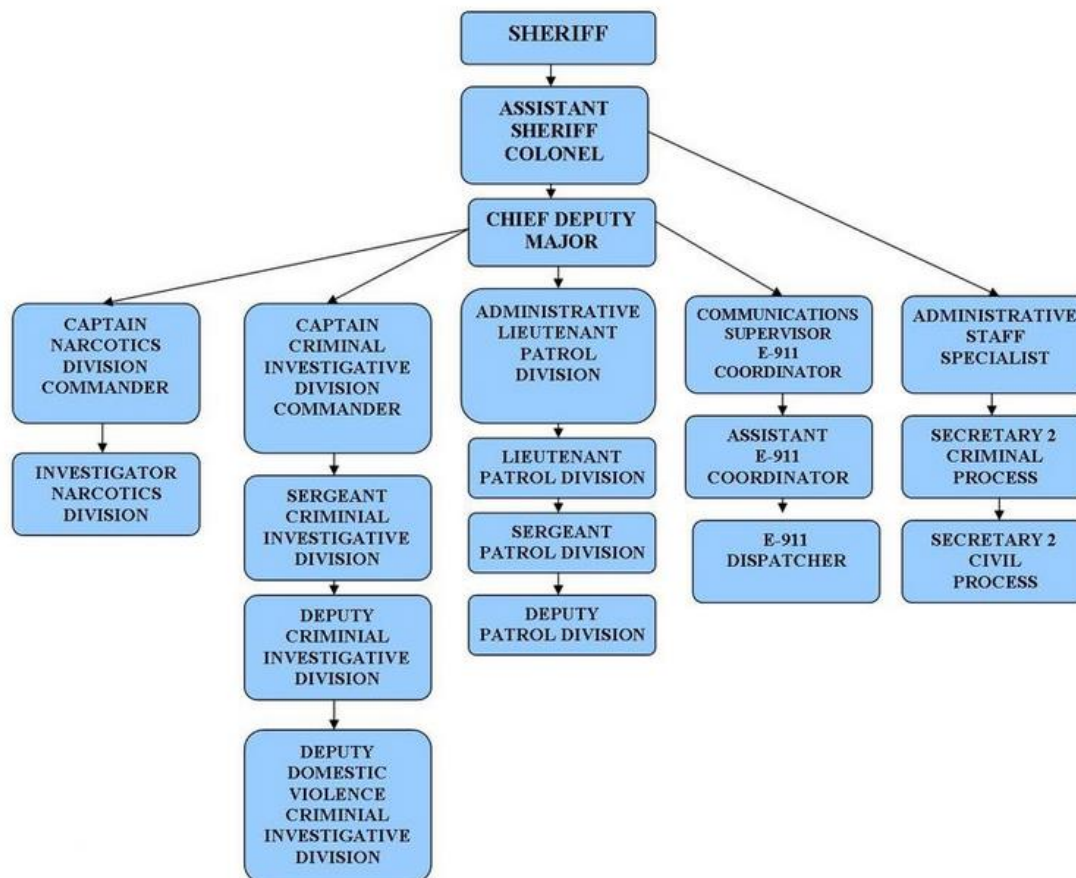 SHERIFF
ASSISTANT
SHERIFF
COLONEL
CHIEF DEPUTY
MAJOR
CAPTAIN
NARCOTICS
DIVISION
COMMANDER
INVESTIGATOR
NARCOTICS
DIVISION
CAPTAIN
CRIMINAL
INVESTIGATIVE
DIVISION
COMMANDER
SERGEANT
CRIMINIAL
INVESTIGATIVE
DIVISION
DEPUTY
CRIMINIAL
INVESTIGATIVE
DIVISION
DEPUTY
DOMESTIC
VIOLENCE
CRIMINIAL
INVESTIGATIVE
DIVISION
ADMINISTRATIVE
LIEUTENANT
PATROL
DIVISION
LIEUTENANT
PATROL DIVISION
SERGEANT
PATROL DIVISION
DEPUTY
PATROL DIVISION
COMMUNICATIONS
SUPERVISOR
E-911
COORDINATOR
ASSISTANT
E-911
COORDINATOR
E-911
DISPATCHER
ADMINISTRATIVE
STAFF
SPECIALIST
SECRETARY 2
CRIMINAL
PROCESS
SECRETARY 2
CIVIL
PROCESS